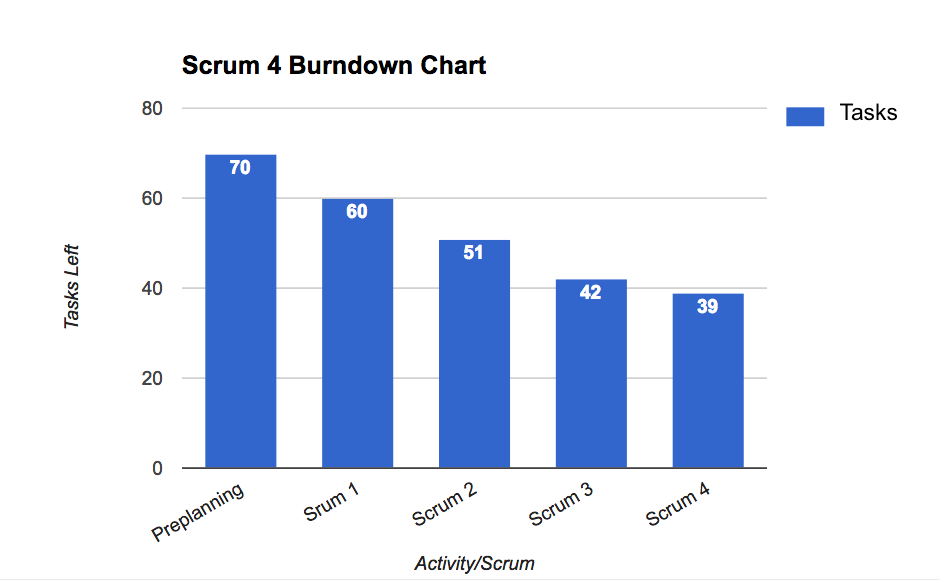 Scrum 4 Burndown Chart
Tasks
80
60
40
20
0
Tasks Left
70
60
51
42
39
Preplanning
Srum 1
Scrum 2
Scrum 3
Scrum 4
Activity/Scrum